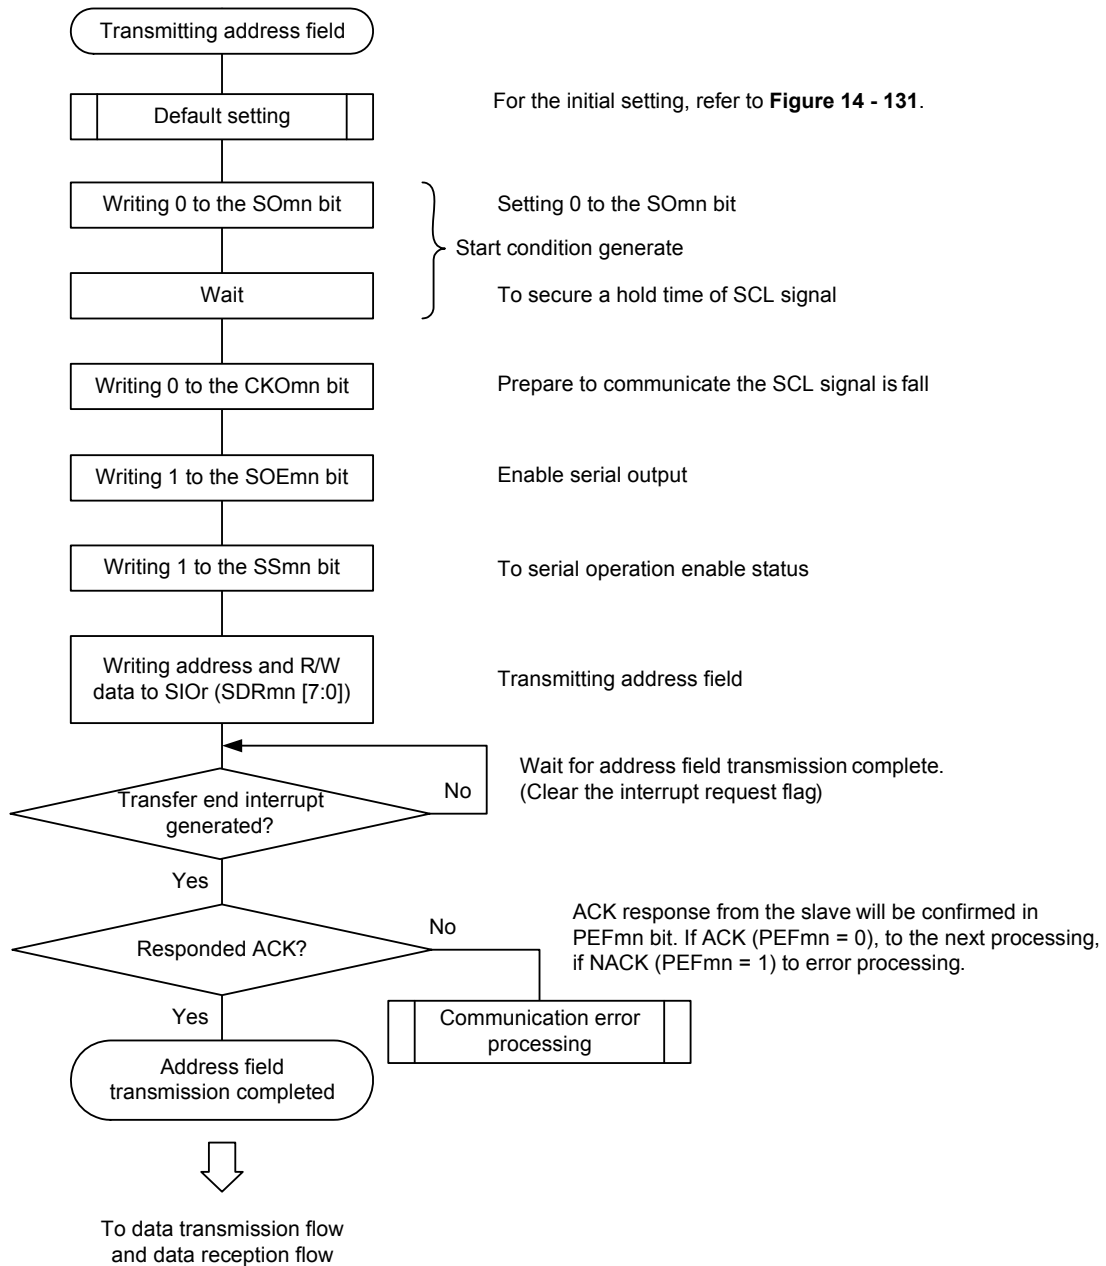 Transmitting address field
Default setting
For the initial setting, refer to Figure 14 - 131.
Writing 0 to the SOmn bit
Setting 0 to the SOmn bit
Start condition generate
Wait
To secure a hold time of SCL signal
Writing 0 to the CKOmn bit
Prepare to communicate the SCL signal is fall
Writing 1 to the SOEmn bit
Enable serial output
Writing 1 to the SSmn bit
To serial operation enable status
Writing address and R/W
data to SIOr (SDRmn [7:0])
Transmitting address field
Transfer end interrupt
generated?
No
Wait for address field transmission complete.
(Clear the interrupt request flag)
Yes
Responded ACK?
No
ACK response from the slave will be confirmed in
PEFmn bit. If ACK (PEFmn = 0), to the next processing,
if NACK (PEFmn = 1) to error processing.
Yes
Communication error
processing
Address field
transmission completed
To data transmission flow
and data reception flow